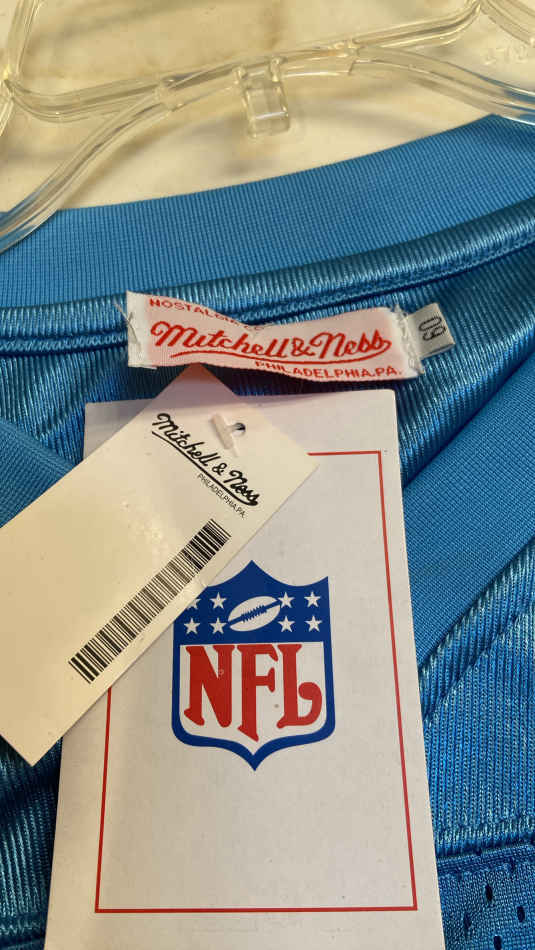 NOSTALGIA CO.
Mitchell & Ness
PHILADELPHIA.PA.
60
Mitchell & Ness
PHILADELPHIA PA.
NFL